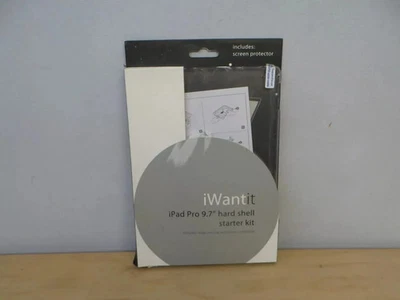 includes:
screen protector
iWantit
iPad Pro 9.7" hard shell
starter kit